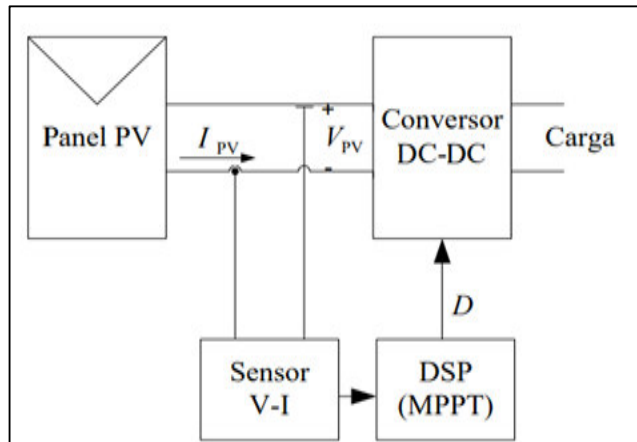 Panel PV
I PV
+
V PV
-
Conversor
DC-DC
Carga
D
Sensor
V-I
DSP
(MPPT)